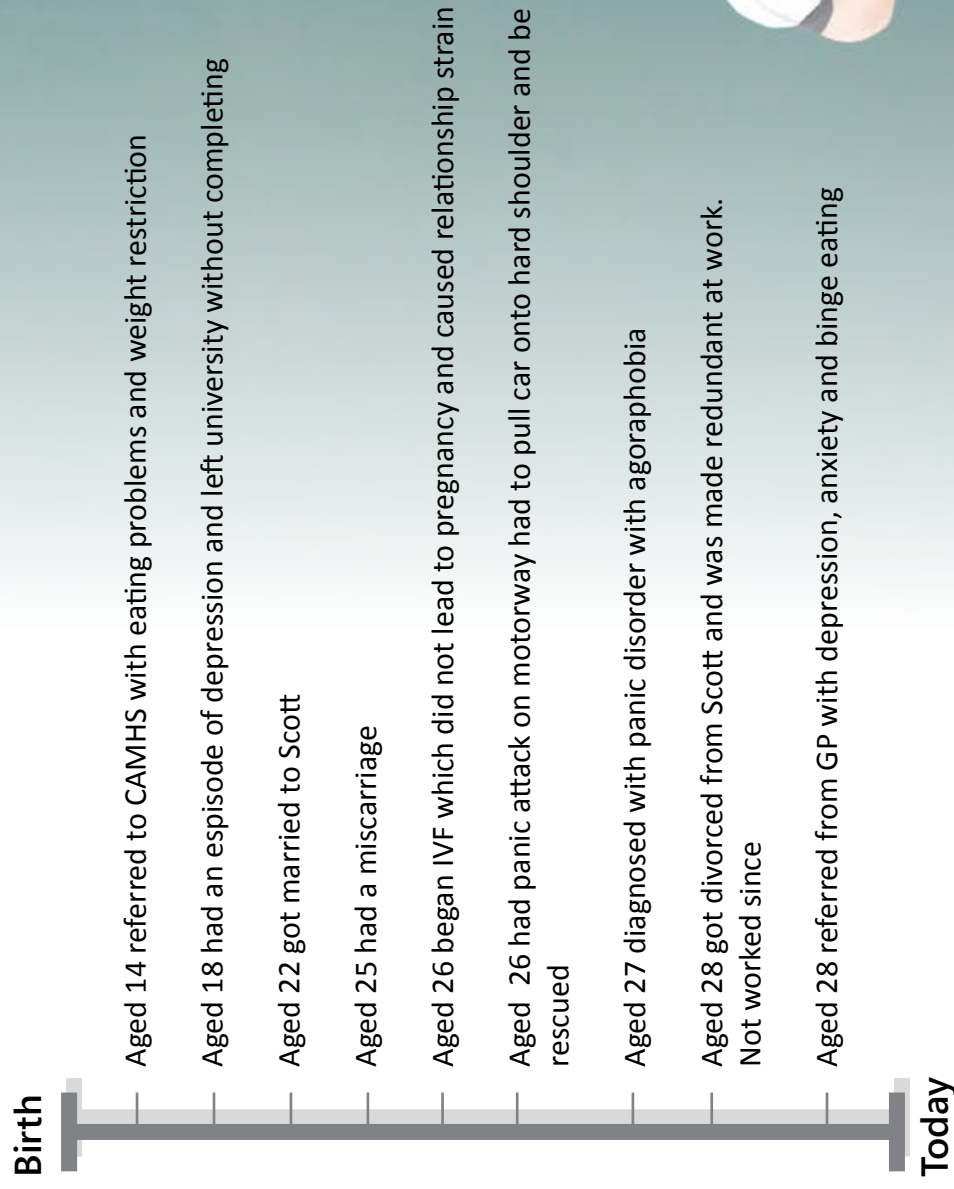 Birth
Aged 14 referred to CAMHS with eating problems and weight restriction
Aged 18 had an espisode of depression and left university without completing
Aged 22 got married to Scott
Aged 25 had a miscarriage
Aged 26 began IVF which did not lead to pregnancy and caused relationship strain
Aged 26 had panic attack on motorway had to pull car onto hard shoulder and be
rescued
Aged 27 diagnosed with panic disorder with agoraphobia
Aged 28 got divorced from Scott and was made redundant at work.
Not worked since
Aged 28 referred from GP with depression, anxiety and binge eating
Today